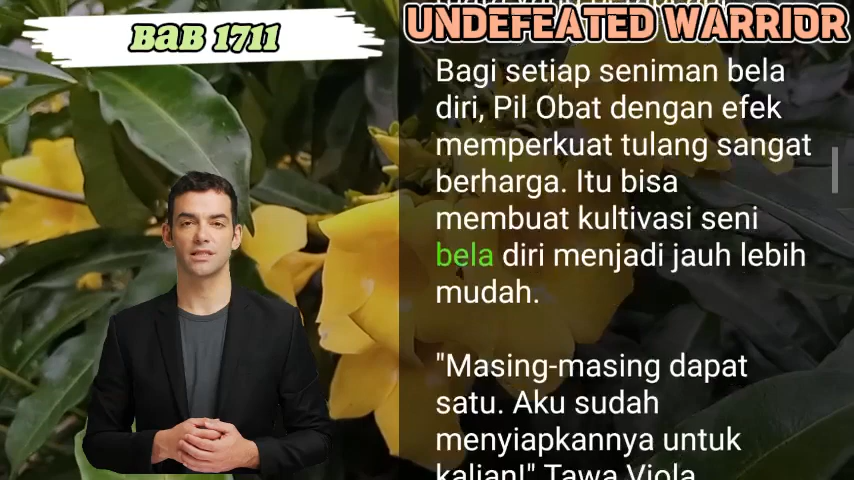 BAB 1711
UNDEFEATED WARRIOR
Bagi setiap seniman bela
diri, Pil Obat dengan efek
memperkuat tulang sangat
berharga. Itu bisa
membuat kultivasi seni
bela diri menjadi jauh lebih
mudah.
"Masing-masing dapat
satu. Aku sudah
menyiapkannya untuk
kalian!" Tawa Viola